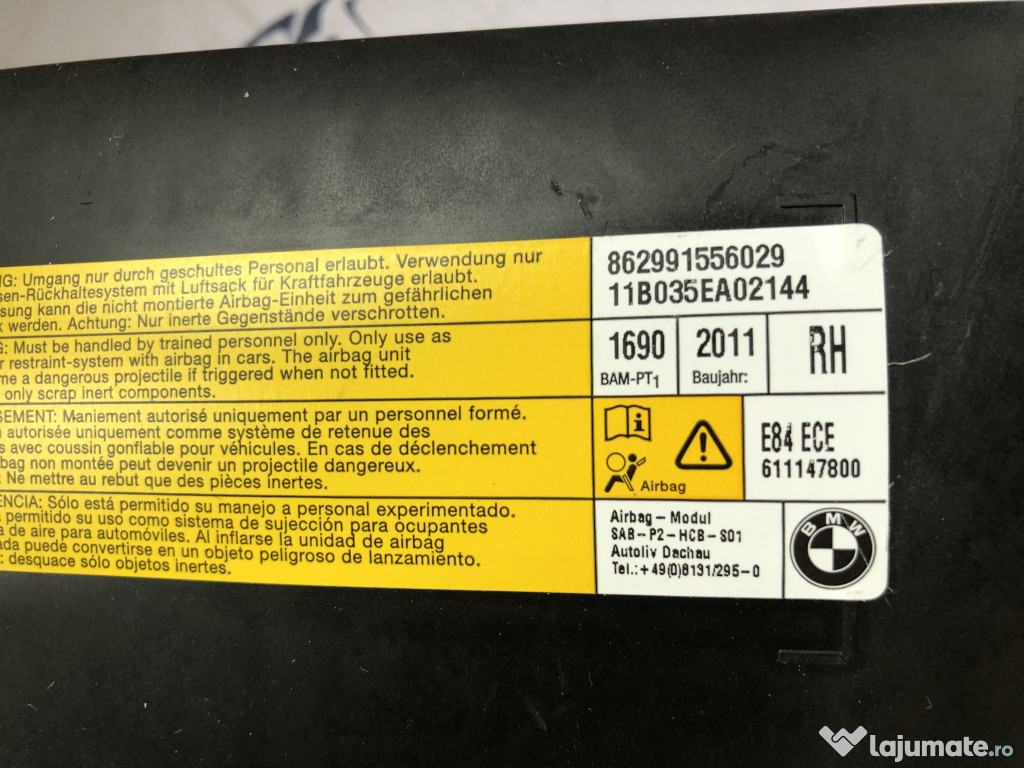 G: Umgang nur durch geschultes Personal erlaubt. Verwendung nur
sen-Rückhaltesystem mit Luftsack für Kraftfahrzeuge erlaubt.
sung kann die nicht montierte Airbag-Einheit zum gefährlichen
k werden. Achtung: Nur inerte Gegenstände verschrotten.
G: Must be handled by trained personnel only. Only use as
r restraint-system with airbag in cars. The airbag unit
me a dangerous projectile if triggered when not fitted.
only scrap inert components.
SEMENT: Maniement autorisé uniquement par un personnel formé.
n autorisée uniquement comme système de retenue des
s avec coussin gonflable pour véhicules. En cas de déclenchement
bag non montée peut devenir un projectile dangereux.
: Ne mettre au rebut que des pièces inertes.
ENCIA: Sólo está permitido su manejo a personal experimentado.
permitido su uso como sistema de sujección para ocupantes
a de aire para automóviles. Al inflarse la unidad de airbag
ada puede convertirse en un objeto peligroso de lanzamiento.
: desguace sólo objetos inertes.
862991556029
11B035EA02144
1690
BAM-PT1
2011
Baujahr:
RH
Airbag
E84 ECE
611147800
Airbag-Modul
SAB-P2-HCB-S01
Autoliv Dachau
Tel.:+49(0)8131/295-0
BMW
lajumate.ro